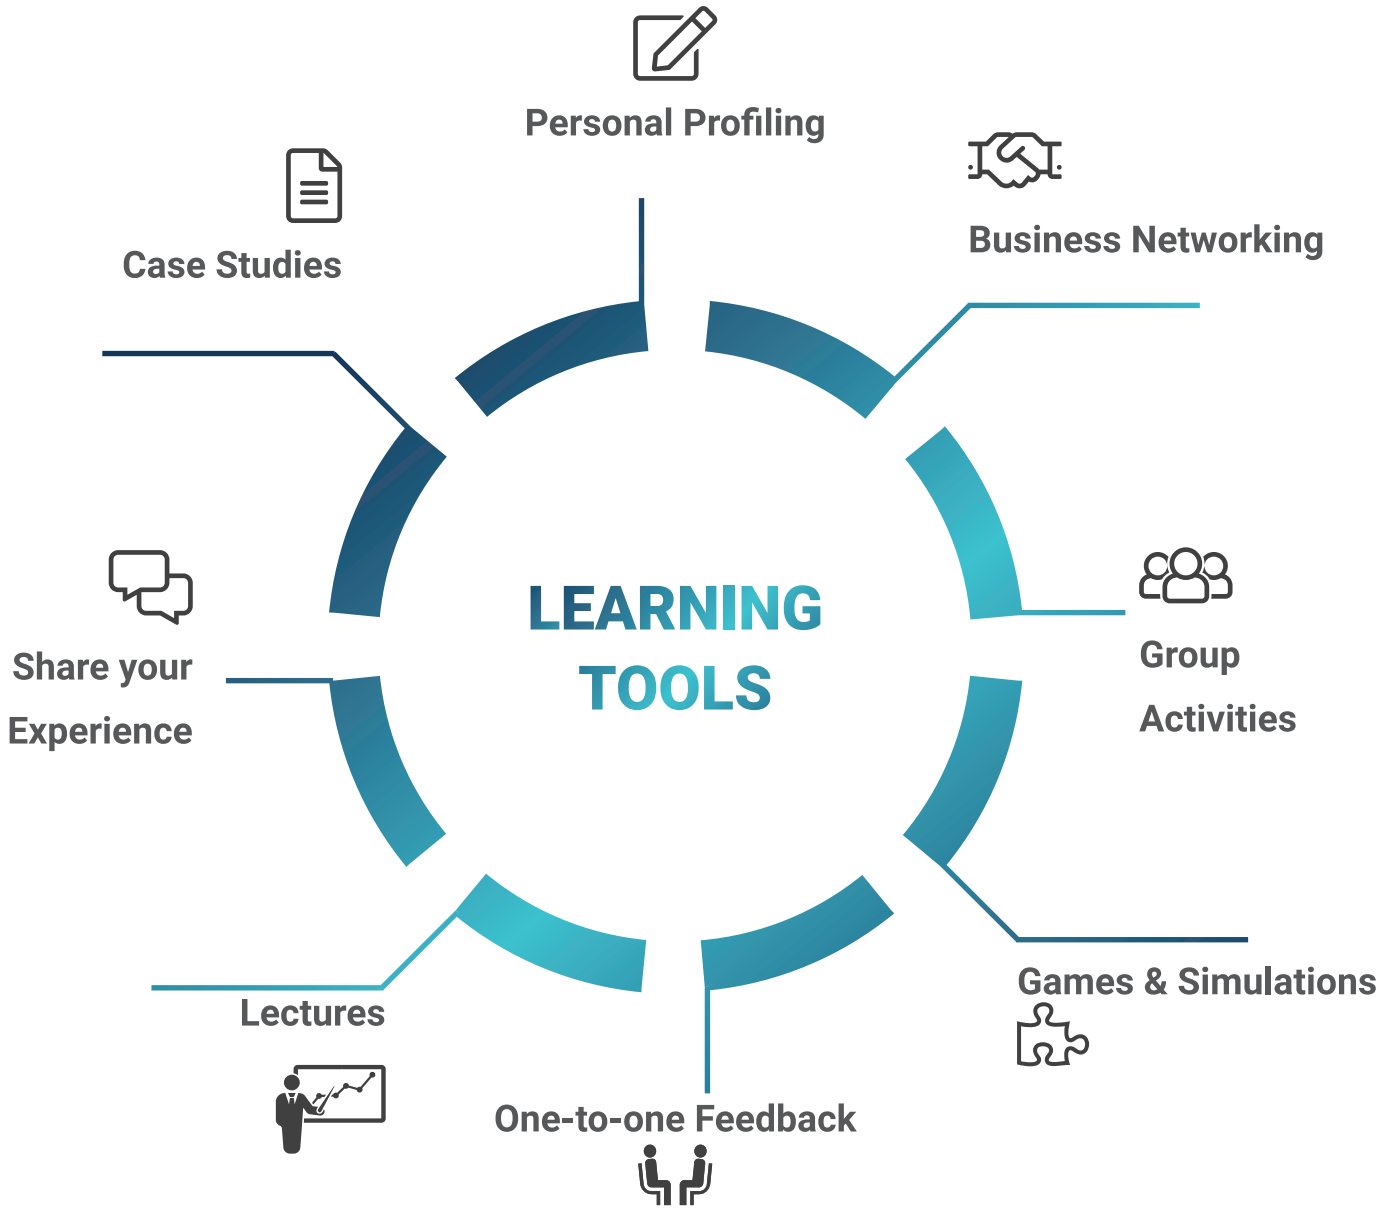 Personal Profiling
Business Networking
Case Studies
LEARNING
TOOLS
Group
Activities
Share your
Experience
Games & Simulations
Lectures
One-to-one Feedback